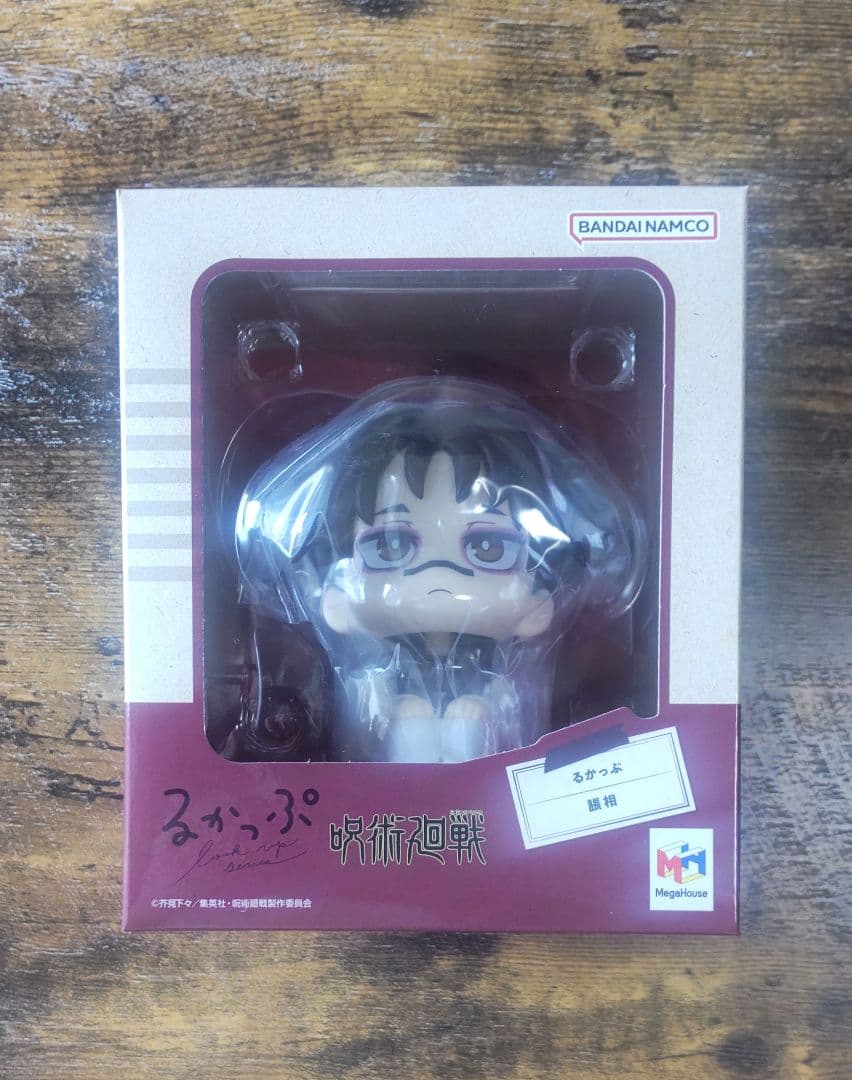 BANDAI NAMCO
るかっぷ
脹相
るかっぷ
look up
series
呪術廻戦
MegaHouse
©芥見下々／集英社・呪術廻戦製作委員会